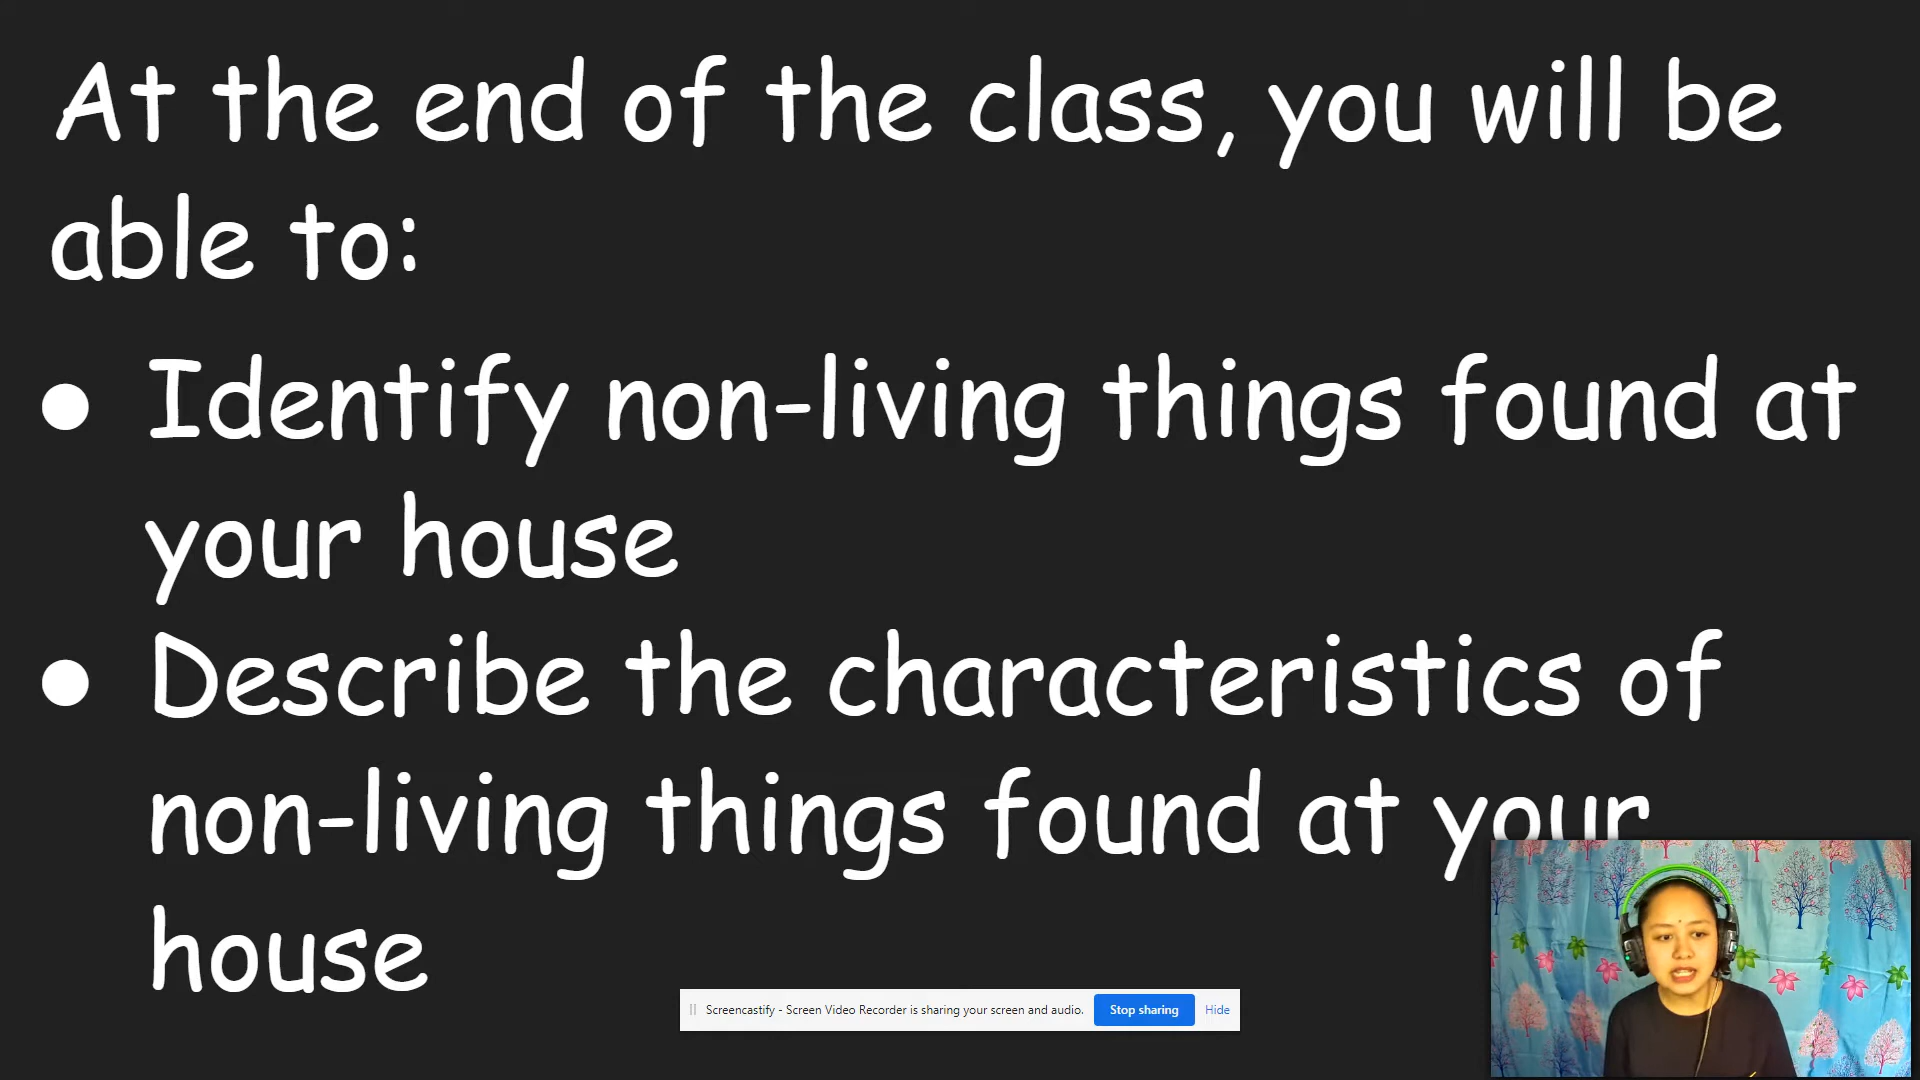 At the end of the class, you will be
able to:
● Identify non-living things found at
your house
● Describe the characteristics of
non-living things found at your
house
Screencastify - Screen Video Recorder is sharing your screen and audio. Stop sharing Hide